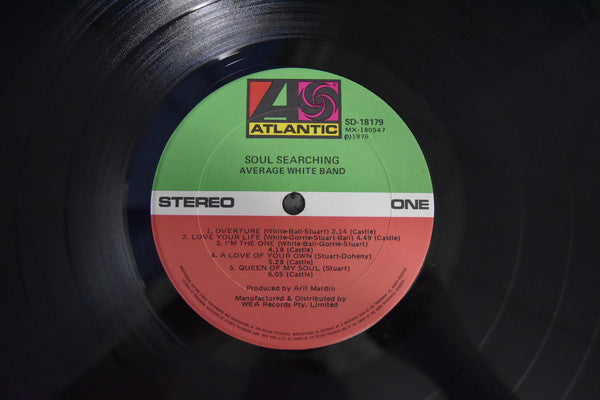 ATLANTIC
SD-18179
MX-180547
℗1976
SOUL SEARCHING
AVERAGE WHITE BAND
STEREO
ONE
1. OVERTURE (White-Ball-Stuart) 2.14 (Castle)
2. LOVE YOUR LIFE (White-Gorrie-Stuart-Ball) 4.49 (Castle)
3. I'M THE ONE (White-Ball-Gorrie-Stuart)
4.18 (Castle)
4. A LOVE OF YOUR OWN (Stuart-Doheny)
5.28 (Castle)
5. QUEEN OF MY SOUL (Stuart)
6.05 (Castle)
Produced by Arif Mardin
Manufactured & Distributed by
WEA Records Pty. Limited